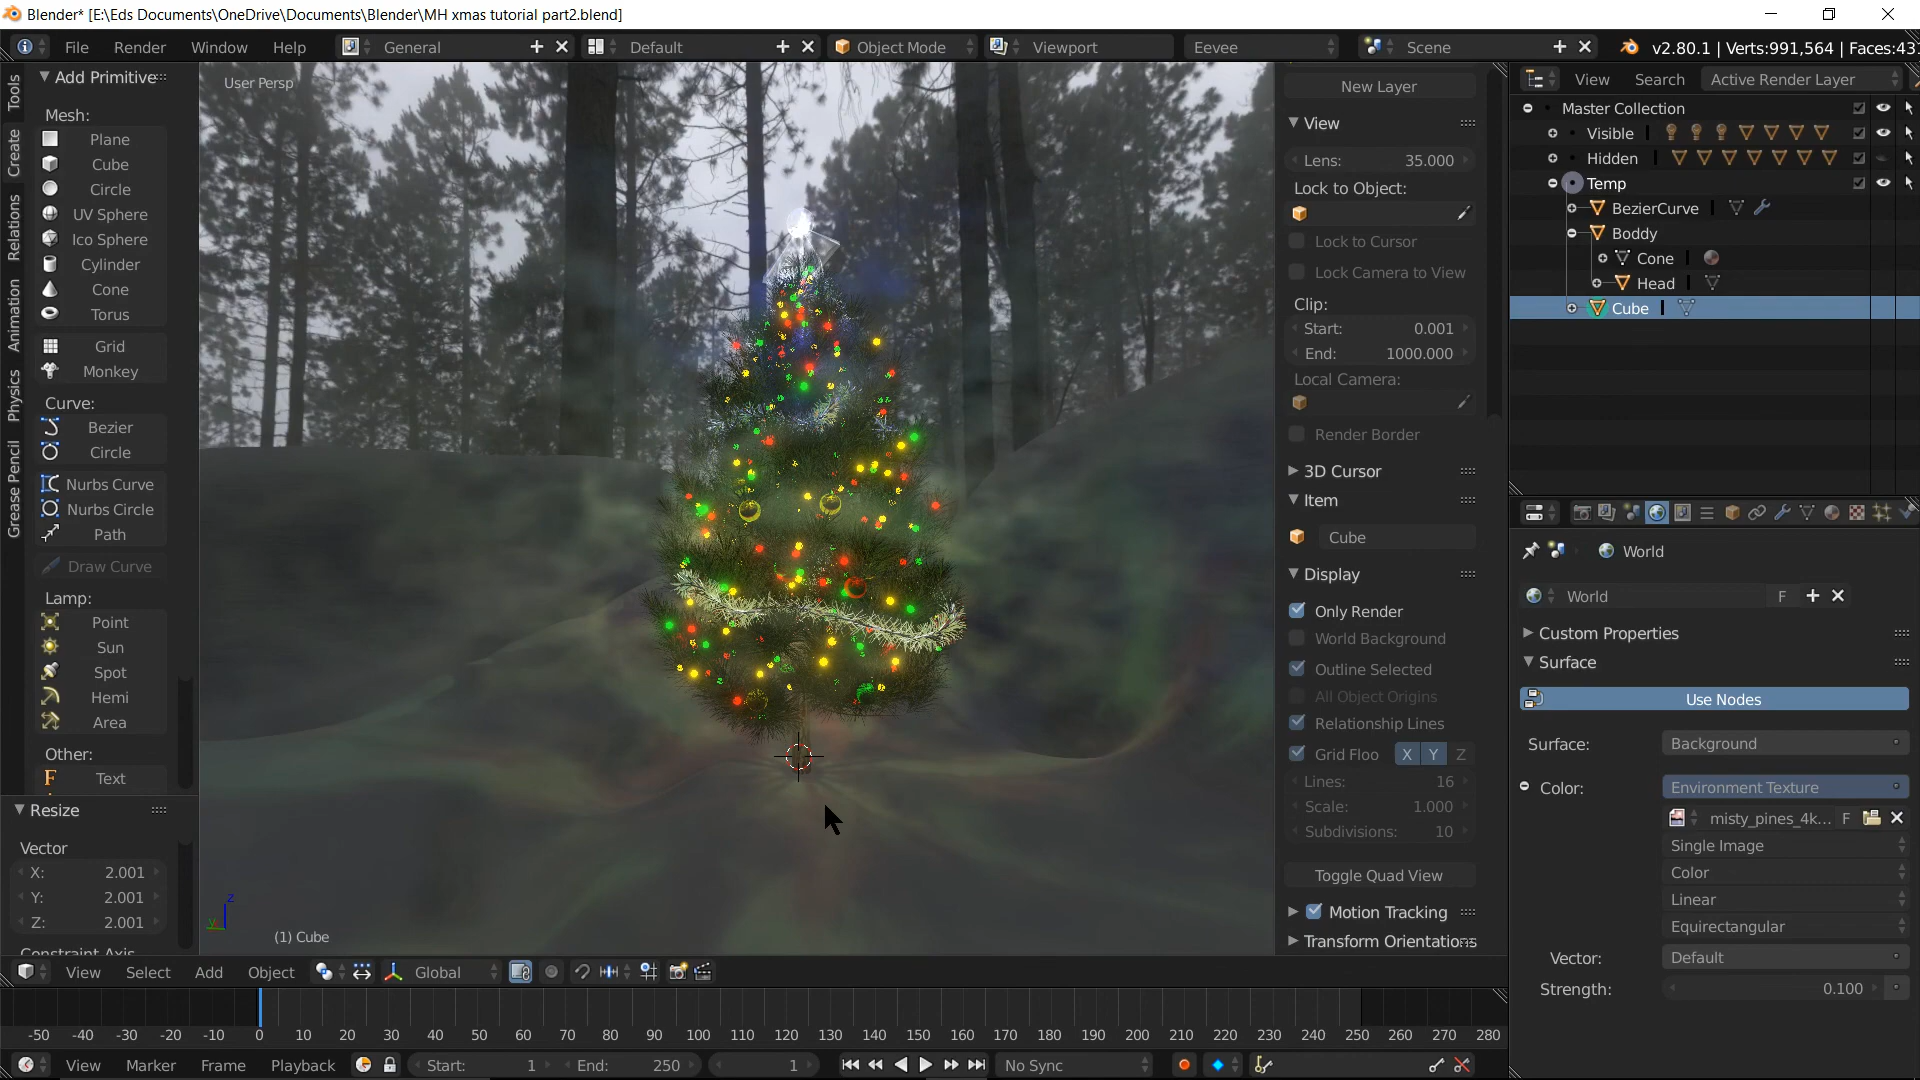 Blender* [E:\Eds Documents\OneDrive\Documents\Blender\MH xmas tutorial part2.blend]
File Render Window Help General Default Object Mode Viewport Eevee Scene v2.80.1 | Verts:991,564 | Faces:431
Tools
Create
Relations
Animation
Physics
Grease Pencil
Add Primitive
Mesh:
Plane
Cube
Circle
UV Sphere
Ico Sphere
Cylinder
Cone
Torus
Grid
Monkey
Curve:
Bezier
Circle
Nurbs Curve
Nurbs Circle
Path
Draw Curve
Lamp:
Point
Sun
Spot
Hemi
Area
Other:
Text
Resize
Vector
X: 2.001
Y: 2.001
Z: 2.001
Constraint Axis
User Persp
z
y
(1) Cube
New Layer
View
Lens: 35.000
Lock to Object:
Lock to Cursor
Lock Camera to View
Clip:
Start: 0.001
End: 1000.000
Local Camera:
Render Border
3D Cursor
Item
Cube
Display
Only Render
World Background
Outline Selected
All Object Origins
Relationship Lines
Grid Floo X Y Z
Lines: 16
Scale: 1.000
Subdivisions: 10
Toggle Quad View
Motion Tracking
Transform Orientations
View Search Active Render Layer
Master Collection
Visible
Hidden
Temp
BezierCurve
Boddy
Cone
Head
Cube
World
World F
Custom Properties
Surface
Use Nodes
Surface: Background
Color: Environment Texture
misty_pines_4k... F
Single Image
Color
Linear
Equirectangular
Vector: Default
Strength: 0.100
View Select Add Object Global
-50 -40 -30 -20 -10 0 10 20 30 40 50 60 70 80 90 100 110 120 130 140 150 160 170 180 190 200 210 220 230 240 250 260 270 280
View Marker Frame Playback Start: 1 End: 250 1 No Sync